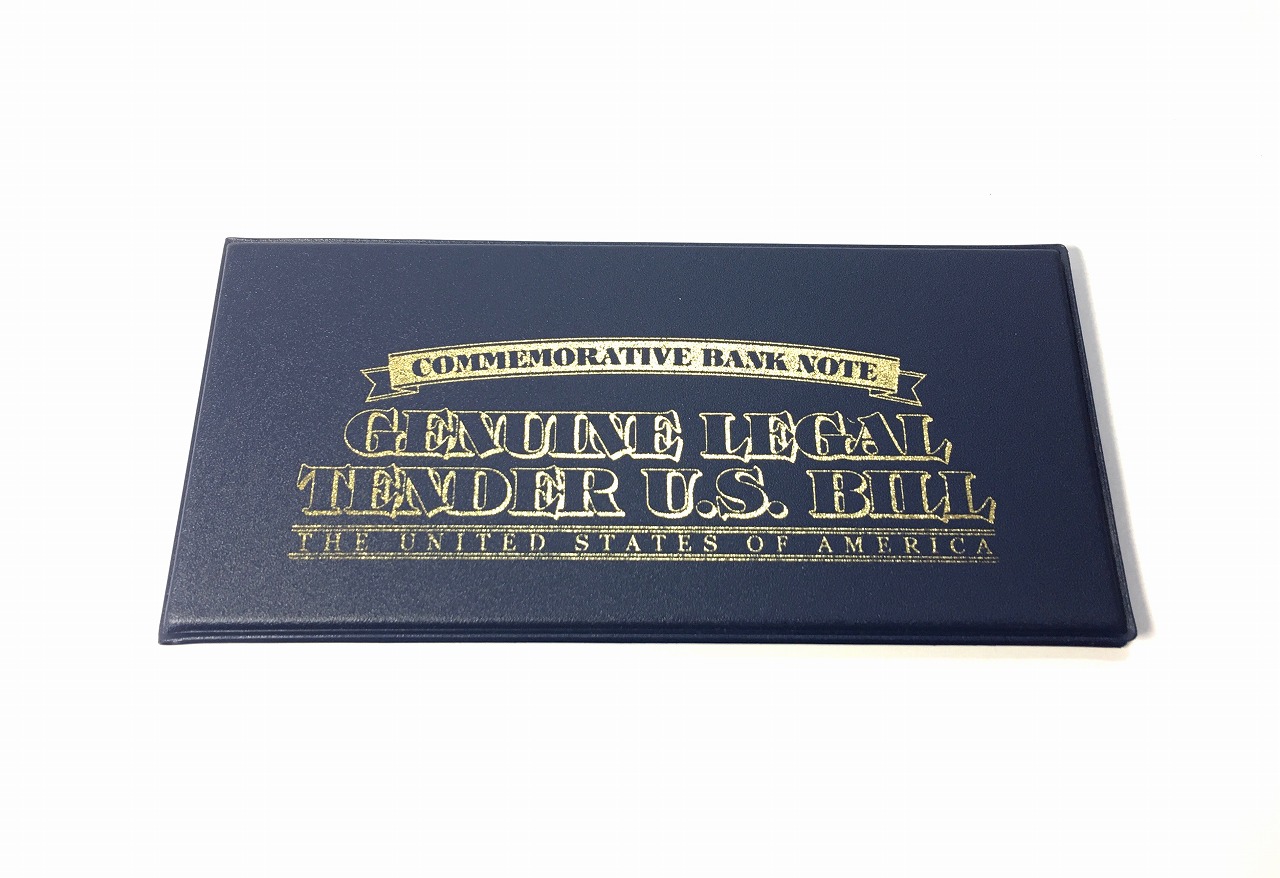 COMMEMORATIVE BANK NOTE
GENUINE LEGAL
TENDER U.S. BILL
THE UNITED STATES OF AMERICA